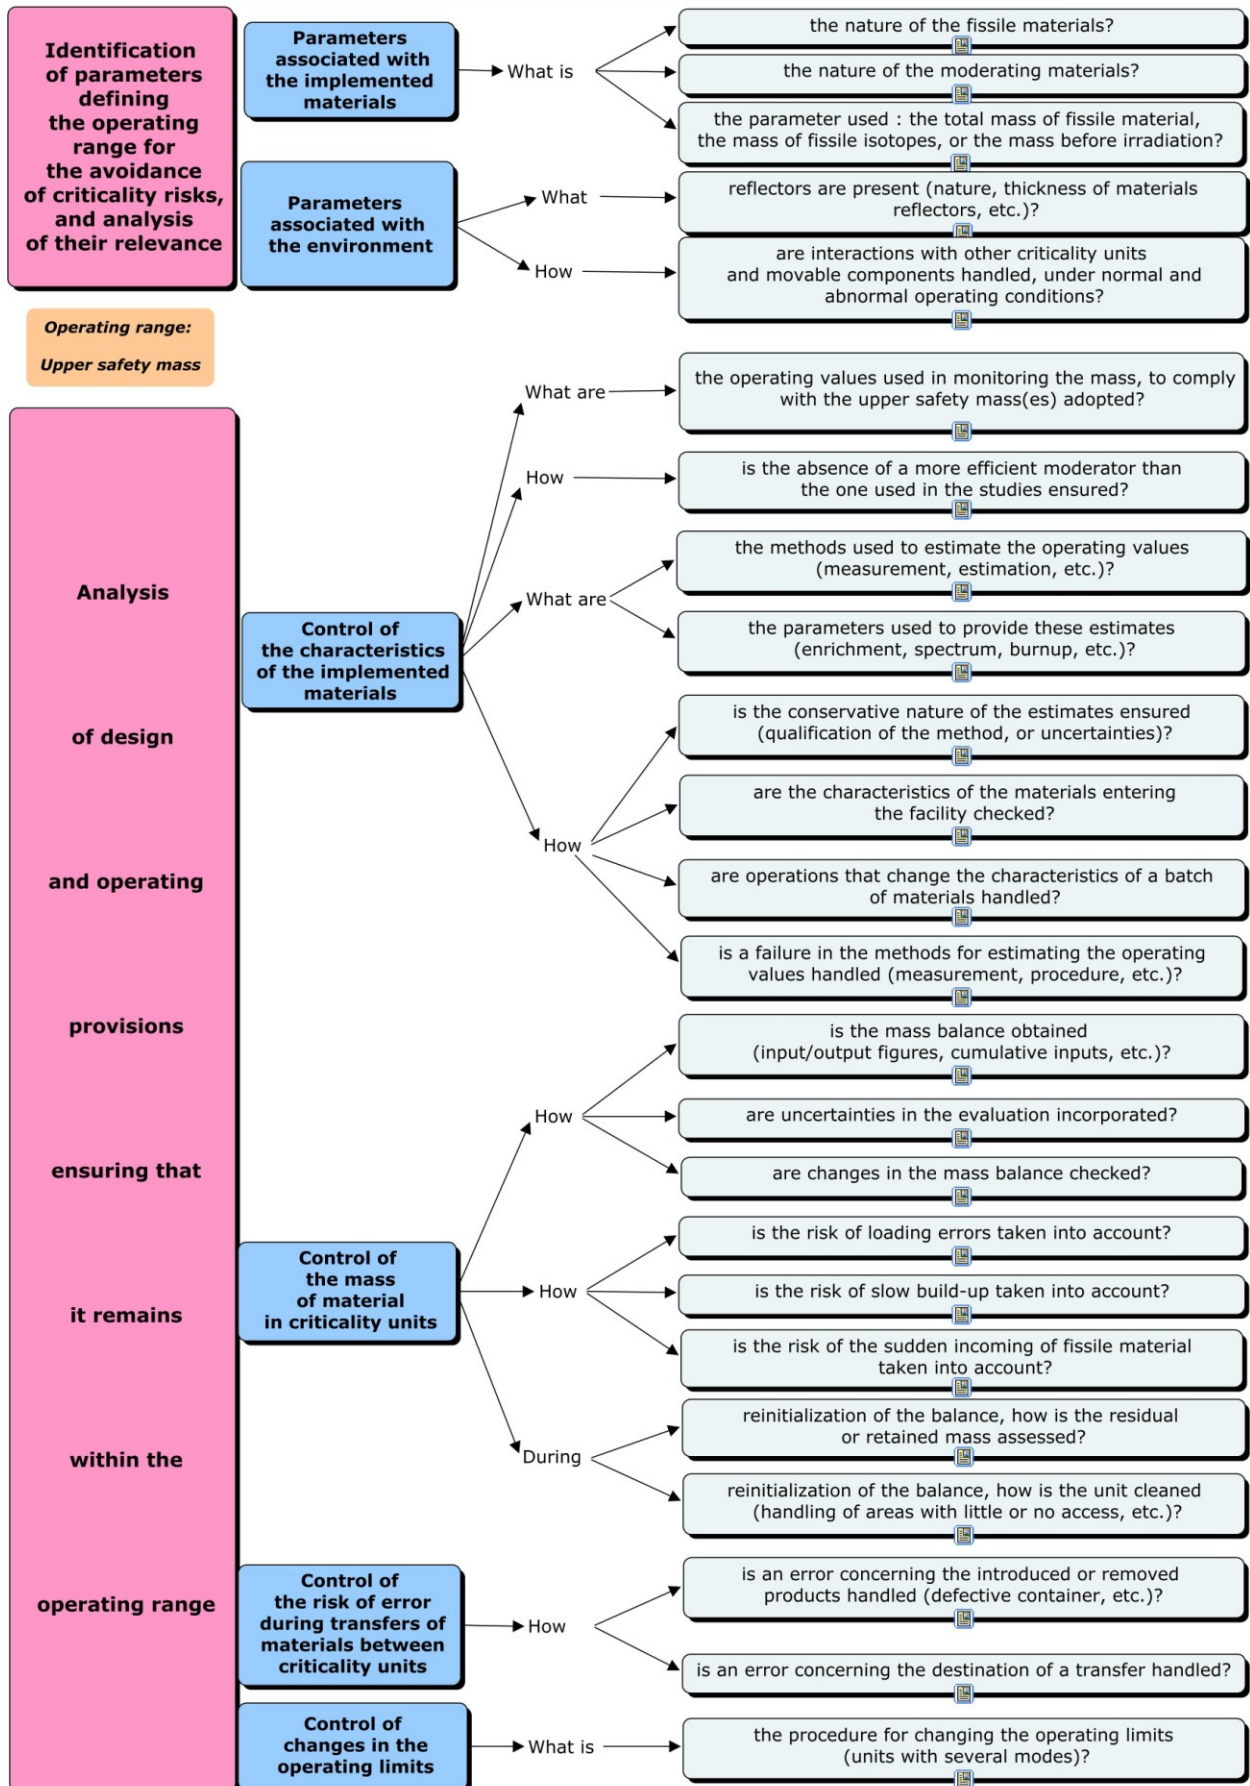 Identification
of parameters
defining
the operating
range for
the avoidance
of criticality risks,
and analysis
of their relevance
Parameters
associated with
the implemented
materials
What is
the nature of the fissile materials?
the nature of the moderating materials?
the parameter used : the total mass of fissile material,
the mass of fissile isotopes, or the mass before irradiation?
Parameters
associated with
the environment
What
reflectors are present (nature, thickness of materials
reflectors, etc.)?
How
are interactions with other criticality units
and movable components handled, under normal and
abnormal operating conditions?
Operating range:
Upper safety mass
Analysis
of design
and operating
provisions
ensuring that
it remains
within the
operating range
Control of
the characteristics
of the implemented
materials
What are
the operating values used in monitoring the mass, to comply
with the upper safety mass(es) adopted?
How
is the absence of a more efficient moderator than
the one used in the studies ensured?
What are
the methods used to estimate the operating values
(measurement, estimation, etc.)?
the parameters used to provide these estimates
(enrichment, spectrum, burnup, etc.)?
How
is the conservative nature of the estimates ensured
(qualification of the method, or uncertainties)?
are the characteristics of the materials entering
the facility checked?
are operations that change the characteristics of a batch
of materials handled?
is a failure in the methods for estimating the operating
values handled (measurement, procedure, etc.)?
Control of
the mass
of material
in criticality units
How
is the mass balance obtained
(input/output figures, cumulative inputs, etc.)?
are uncertainties in the evaluation incorporated?
are changes in the mass balance checked?
How
is the risk of loading errors taken into account?
is the risk of slow build-up taken into account?
is the risk of the sudden incoming of fissile material
taken into account?
During
reinitialization of the balance, how is the residual
or retained mass assessed?
reinitialization of the balance, how is the unit cleaned
(handling of areas with little or no access, etc.)?
Control of
the risk of error
during transfers of
materials between
criticality units
How
is an error concerning the introduced or removed
products handled (defective container, etc.)?
is an error concerning the destination of a transfer handled?
Control of
changes in the
operating limits
What is
the procedure for changing the operating limits
(units with several modes)?